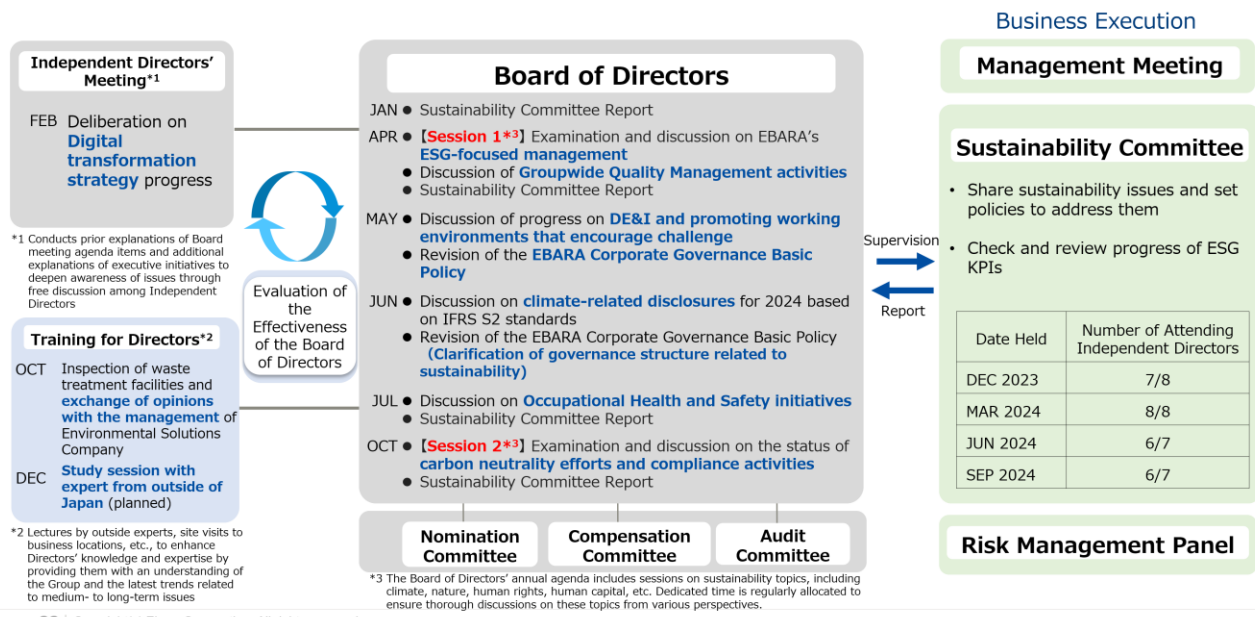 Business Execution
Independent Directors'
Meeting*1
FEB Deliberation on
Digital
transformation
strategy progress
*1 Conducts prior explanations of Board
meeting agenda items and additional
explanations of executive initiatives to
deepen awareness of issues through
free discussion among Independent
Directors
Training for Directors*2
OCT Inspection of waste
treatment facilities and
exchange of opinions
with the management of
Environmental Solutions
Company
DEC Study session with
expert from outside of
Japan (planned)
*2 Lectures by outside experts, site visits to
business locations, etc., to enhance
Directors' knowledge and expertise by
providing them with an understanding of
the Group and the latest trends related
to medium- to long-term issues
Evaluation of
the
Effectiveness
of the Board
of Directors
Board of Directors
JAN ● Sustainability Committee Report
APR ● 【Session 1*3】 Examination and discussion on EBARA's
ESG-focused management
● Discussion of Groupwide Quality Management activities
● Sustainability Committee Report
MAY ● Discussion of progress on DE&I and promoting working
environments that encourage challenge
● Revision of the EBARA Corporate Governance Basic
Policy
JUN ● Discussion on climate-related disclosures for 2024 based
on IFRS S2 standards
● Revision of the EBARA Corporate Governance Basic Policy
（Clarification of governance structure related to
sustainability)
JUL ● Discussion on Occupational Health and Safety initiatives
● Sustainability Committee Report
OCT ● 【Session 2*3】 Examination and discussion on the status of
carbon neutrality efforts and compliance activities
● Sustainability Committee Report
Nomination
Committee
Compensation
Committee
Audit
Committee
*3 The Board of Directors' annual agenda includes sessions on sustainability topics, including
climate, nature, human rights, human capital, etc. Dedicated time is regularly allocated to
ensure thorough discussions on these topics from various perspectives.
Supervision
Report
Management Meeting
Sustainability Committee
• Share sustainability issues and set
policies to address them
• Check and review progress of ESG
KPIs
Date Held
Number of Attending
Independent Directors
DEC 2023 7/8
MAR 2024 8/8
JUN 2024 6/7
SEP 2024 6/7
Risk Management Panel